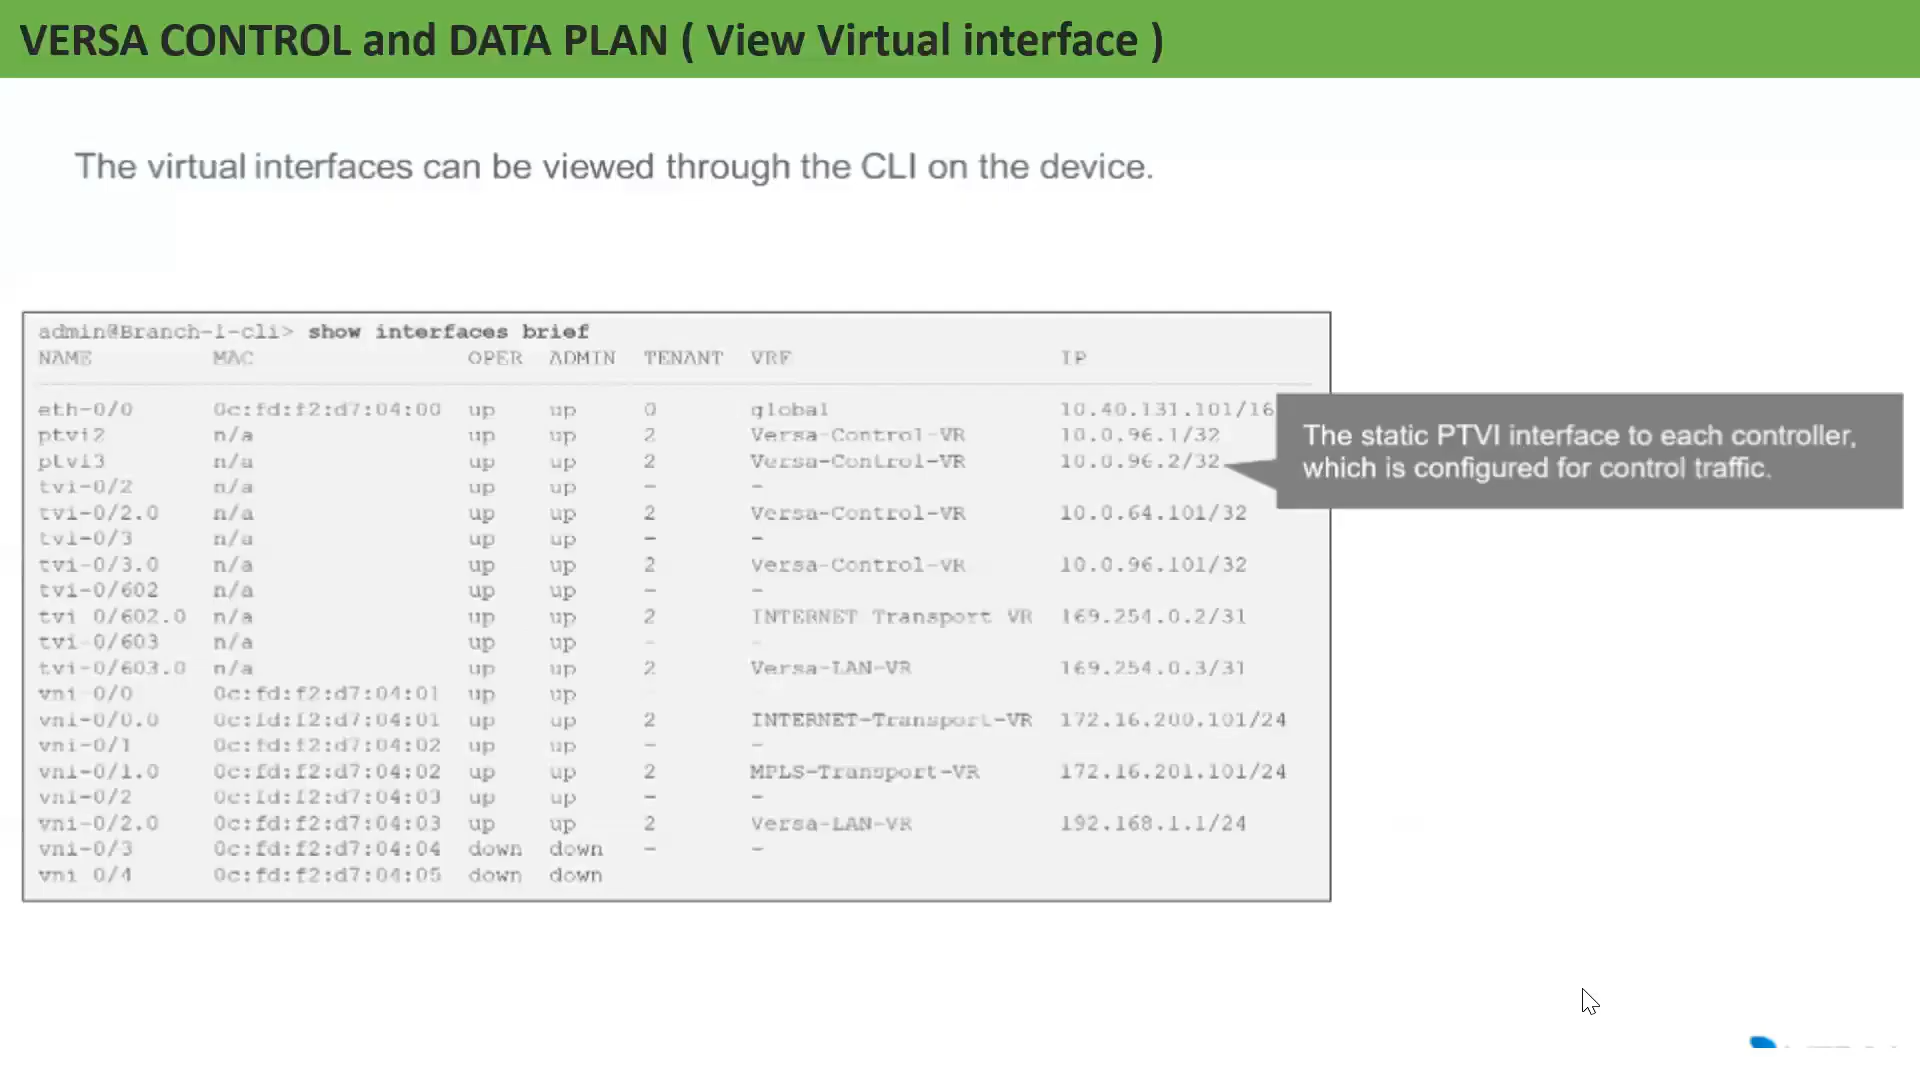 VERSA CONTROL and DATA PLAN ( View Virtual interface )
The virtual interfaces can be viewed through the CLI on the device.
admin@Branch-1-cli> show interfaces brief
NAME MAC OPER ADMIN TENANT VRF IP
eth-0/0 0c:fd:f2:d7:04:00 up up 0 global 10.40.131.101/16
ptvi2 n/a up up 2 Versa-Control-VR 10.0.96.1/32
ptvi3 n/a up up 2 Versa-Control-VR 10.0.96.2/32
tvi-0/2 n/a up up - -
tvi-0/2.0 n/a up up 2 Versa-Control-VR 10.0.64.101/32
tvi-0/3 n/a up up - -
tvi-0/3.0 n/a up up 2 Versa-Control-VR 10.0.96.101/32
tvi-0/602 n/a up up - -
tvi 0/602.0 n/a up up 2 INTERNET Transport VR 169.254.0.2/31
tvi-0/603 n/a up up - -
tvi-0/603.0 n/a up up 2 Versa-LAN-VR 169.254.0.3/31
vni 0/0 0c:fd:f2:d7:04:01 up up
vni-0/0.0 0c:fd:f2:d7:04:01 up up 2 INTERNET-Transport-VR 172.16.200.101/24
vni-0/1 0c:fd:f2:d7:04:02 up up - -
vni-0/1.0 0c:fd:f2:d7:04:02 up up 2 MPLS-Transport-VR 172.16.201.101/24
vni-0/2 0c:fd:f2:d7:04:03 up up - -
vni-0/2.0 0c:fd:f2:d7:04:03 up up 2 Versa-LAN-VR 192.168.1.1/24
vni-0/3 0c:fd:f2:d7:04:04 down down - -
vni 0/4 0c:fd:f2:d7:04:05 down down
The static PTVI interface to each controller,
which is configured for control traffic.